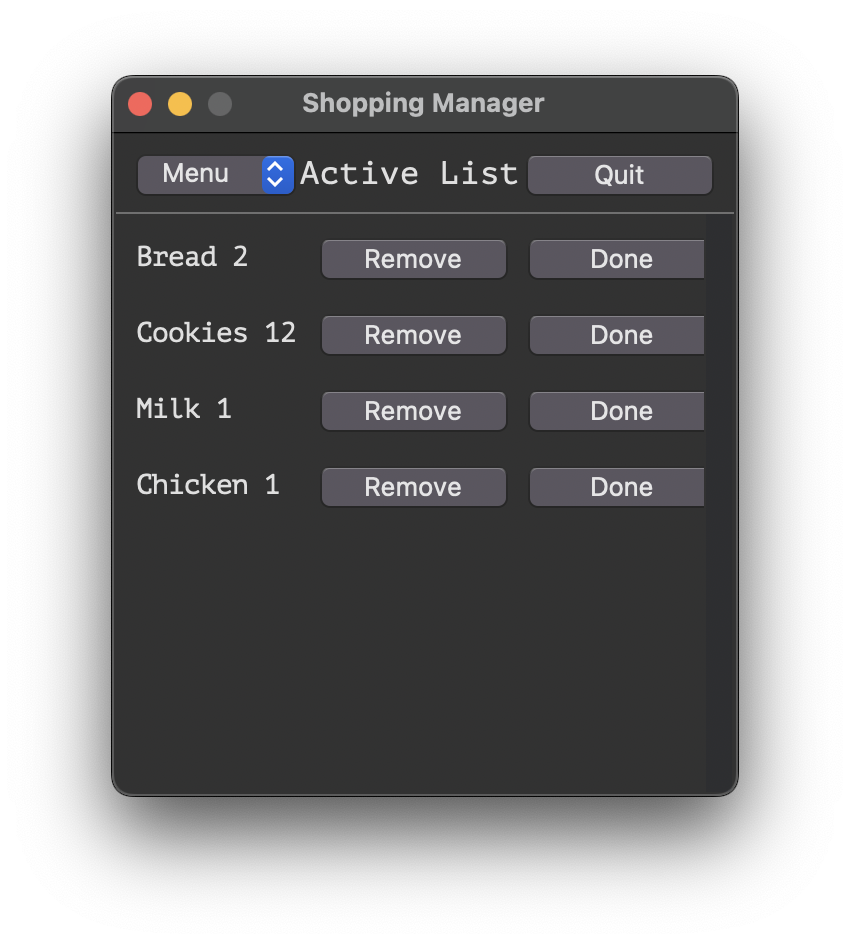 Shopping Manager
Menu Active List Quit
Bread 2 Remove Done
Cookies 12 Remove Done
Milk 1 Remove Done
Chicken 1 Remove Done